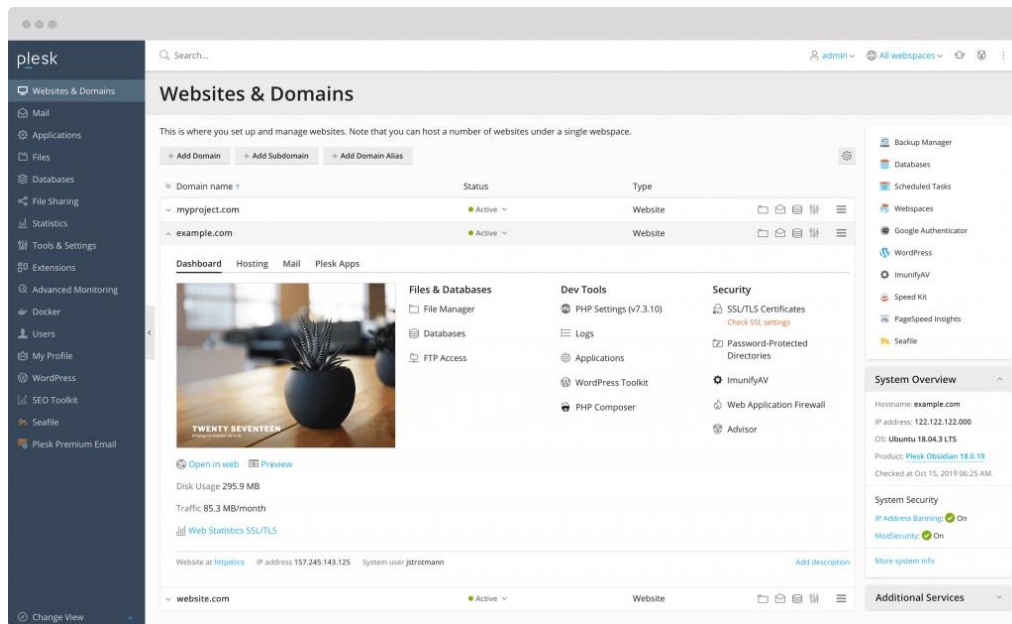 plesk
Websites & Domains
Mail
Applications
Files
Databases
File Sharing
Statistics
Tools & Settings
Extensions
Advanced Monitoring
Docker
Users
My Profile
WordPress
SEO Toolkit
Seafile
Plesk Premium Email
Change View
Search...
admin
All webspaces
Websites & Domains
This is where you set up and manage websites. Note that you can host a number of websites under a single webspace.
+ Add Domain + Add Subdomain + Add Domain Alias
Domain name Status Type
myproject.com Active Website
example.com Active Website
Dashboard Hosting Mail Plesk Apps
TWENTY SEVENTEEN
Files & Databases
File Manager
Databases
FTP Access
Dev Tools
PHP Settings (v7.3.10)
Logs
Applications
WordPress Toolkit
PHP Composer
Security
SSL/TLS Certificates
Check SSL settings
Password-Protected
Directories
ImunifyAV
Web Application Firewall
Advisor
Open in web Preview
Disk Usage 295.9 MB
Traffic 85.3 MB/month
Web Statistics SSL/TLS
Website at httpdocs IP address 157.245.143.125 System user jstrotmann Add description
website.com Active Website
Backup Manager
Databases
Scheduled Tasks
Webspaces
Google Authenticator
WordPress
ImunifyAV
Speed Kit
PageSpeed Insights
Seafile
System Overview
Hostname: example.com
IP address: 122.122.122.000
OS: Ubuntu 18.04.3 LTS
Product: Plesk Obsidian 18.0.19
Checked at Oct 15, 2019 06:25 AM.
System Security
IP Address Banning: On
ModSecurity: On
More system info
Additional Services